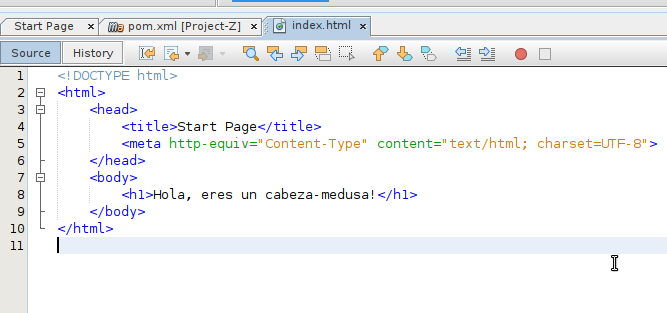 Start Page × pom.xml [Project-Z] × index.html ×
Source History
1 <!DOCTYPE html>
2 <html>
3 <head>
4 <title>Start Page</title>
5 <meta http-equiv="Content-Type" content="text/html; charset=UTF-8">
6 </head>
7 <body>
8 <h1>Hola, eres un cabeza-medusa!</h1>
9 </body>
10 </html>
11